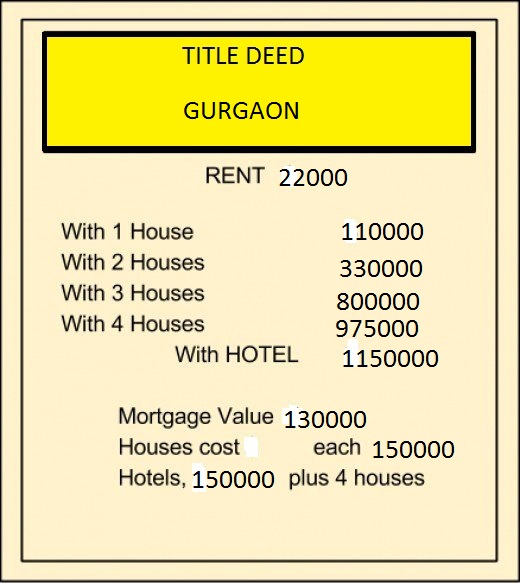 TITLE DEED
GURGAON
RENT 22000
With 1 House 110000
With 2 Houses 330000
With 3 Houses 800000
With 4 Houses 975000
With HOTEL 1150000
Mortgage Value 130000
Houses cost each 150000
Hotels, 150000 plus 4 houses